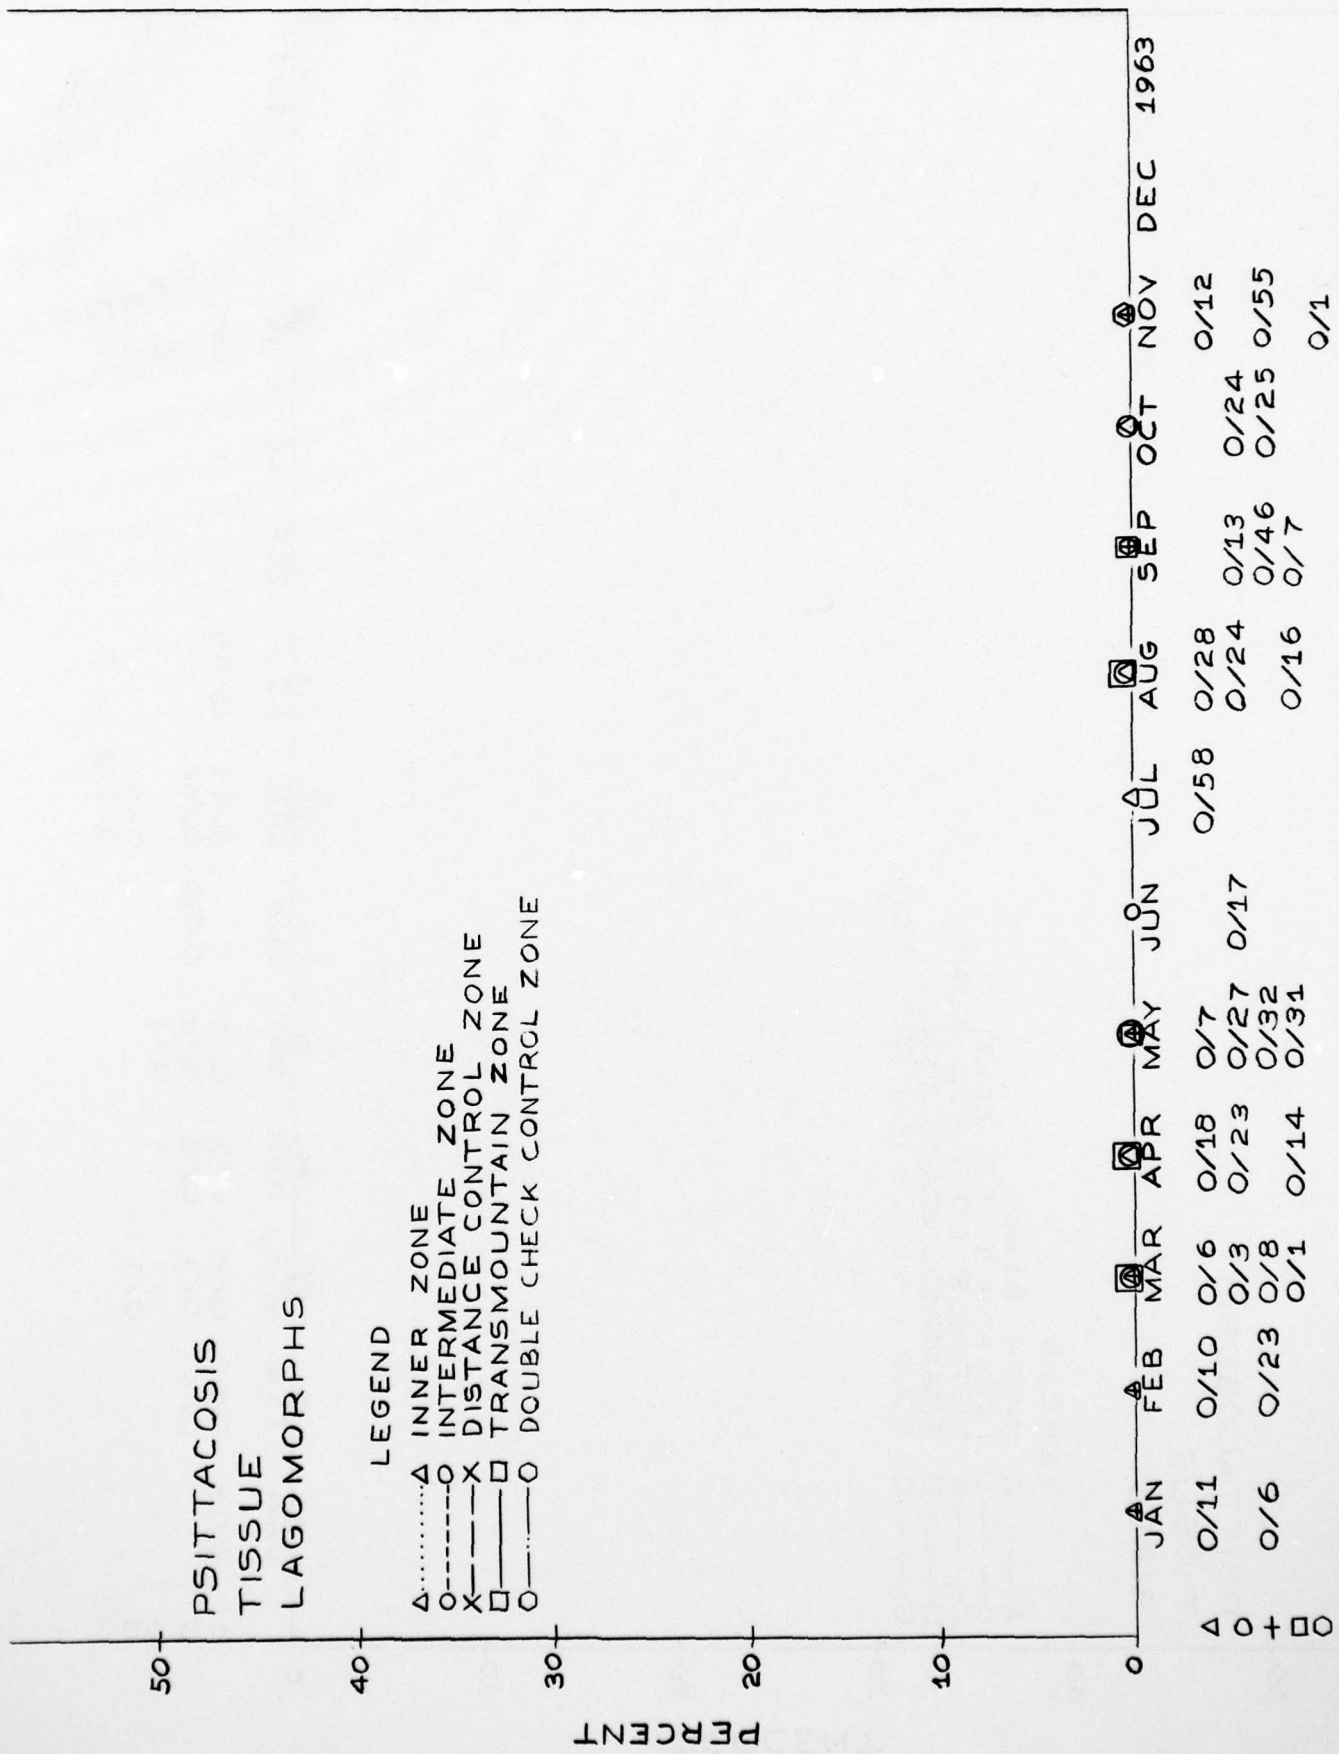 PSITTACOSIS
TISSUE
LAGOMORPHS
LEGEND
INNER ZONE
INTERMEDIATE ZONE
X X DISTANCE CONTROL ZONE
TRANSMOUNTAIN ZONE
DOUBLE CHECK CONTROL ZONE
PERCENT
50
40
30
20
10
0
JAN FEB MAR APR MAY JUN JUL AUG SEP OCT NOV DEC 1963
△ 0/11 0/10 0/6 0/18 0/7 0/58 0/28 0/12
○ 0/3 0/23 0/27 0/17 0/24 0/13 0/24
+ 0/6 0/23 0/8 0/32 0/46 0/25 0/55
□ 0/1 0/14 0/31 0/16 0/7
○ 0/1